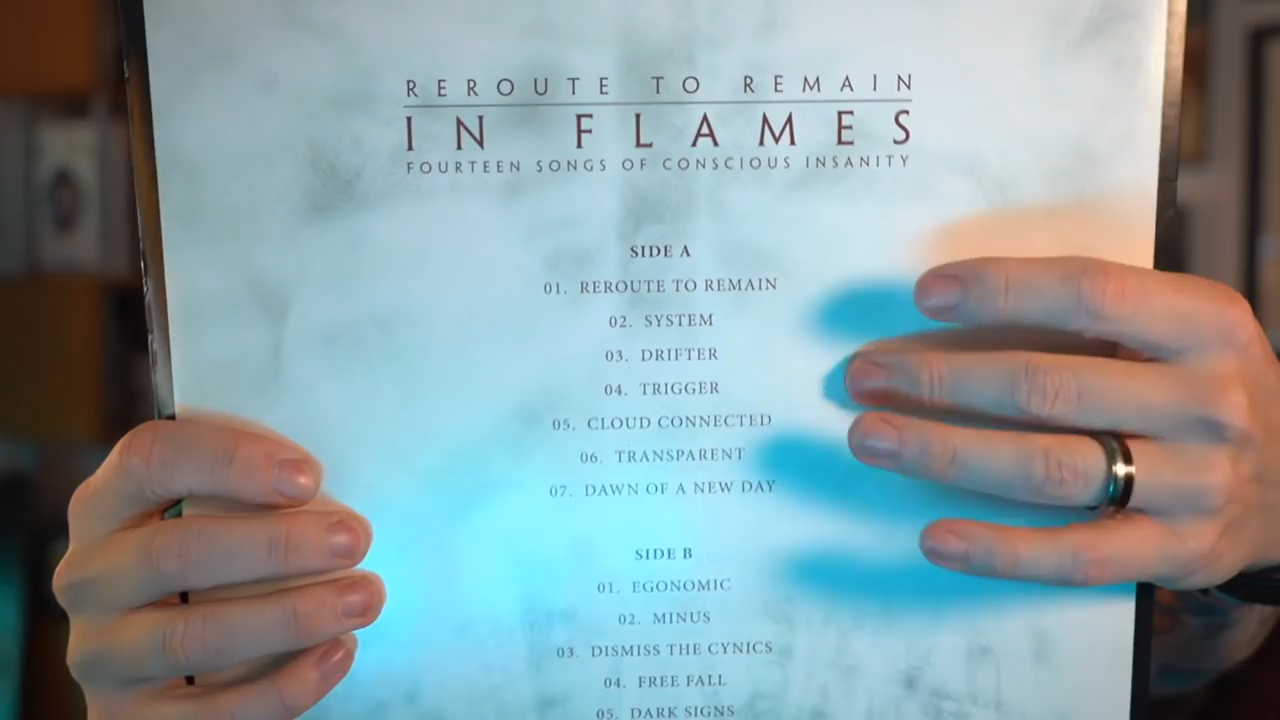 REROUTE TO REMAIN
IN FLAMES
FOURTEEN SONGS OF CONSCIOUS INSANITY
SIDE A
01. REROUTE TO REMAIN
02. SYSTEM
03. DRIFTER
04. TRIGGER
05. CLOUD CONNECTED
06. TRANSPARENT
07. DAWN OF A NEW DAY
SIDE B
01. EGONOMIC
02. MINUS
03. DISMISS THE CYNICS
04. FREE FALL
05. DARK SIGNS